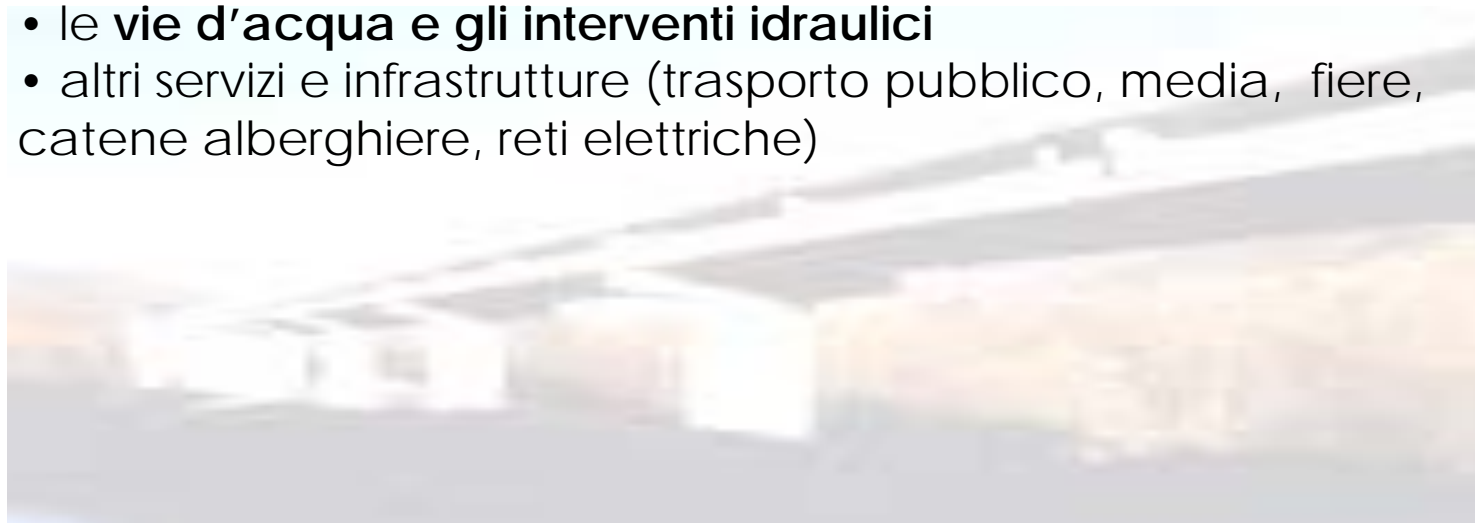 • le vie d’acqua e gli interventi idraulici
• altri servizi e infrastrutture (trasporto pubblico, media, fiere,
catene alberghiere, reti elettriche)